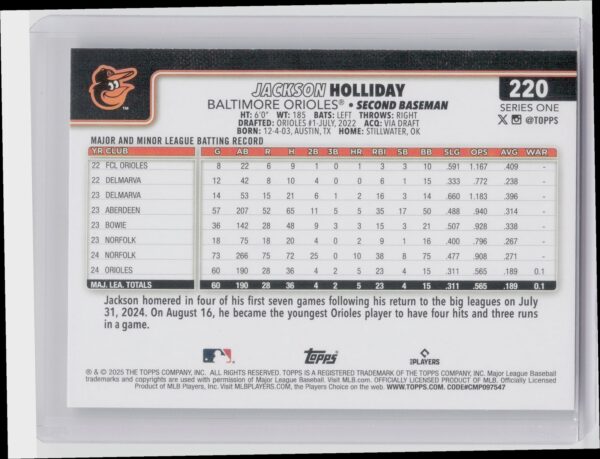 220
SERIES ONE
@TOPPS
JACKSON HOLLIDAY
BALTIMORE ORIOLES® • SECOND BASEMAN
HT: 6'0" WT: 185 BATS: LEFT THROWS: RIGHT
DRAFTED: ORIOLES #1-JULY, 2022 ACQ: VIA DRAFT
BORN: 12-4-03, AUSTIN, TX HOME: STILLWATER, OK
MAJOR AND MINOR LEAGUE BATTING RECORD
YR CLUB G AB R H 2B 3B HR RBI SB BB SLG OPS AVG WAR
22 FCL ORIOLES 8 22 6 9 1 0 1 3 3 10 .591 1.167 .409 -
22 DELMARVA 12 42 8 10 4 0 0 6 1 15 .333 .772 .238 -
23 DELMARVA 14 53 15 21 6 1 2 16 3 14 .660 1.183 .396 -
23 ABERDEEN 57 207 52 65 11 5 5 35 17 50 .488 .940 .314 -
23 BOWIE 36 142 28 48 9 3 3 15 3 21 .507 .928 .338 -
23 NORFOLK 18 75 18 20 4 0 2 9 1 16 .400 .796 .267 -
24 NORFOLK 73 266 75 72 25 0 10 38 8 75 .477 .908 .271 -
24 ORIOLES 60 190 28 36 4 2 5 23 4 15 .311 .565 .189 0.1
MAJ. LEA. TOTALS 60 190 28 36 4 2 5 23 4 15 .311 .565 .189 0.1
Jackson homered in four of his first seven games following his return to the big leagues on July
31, 2024. On August 16, he became the youngest Orioles player to have four hits and three runs
in a game.
Topps
PLAYERS
® & © 2025 THE TOPPS COMPANY, INC. ALL RIGHTS RESERVED. TOPPS IS A REGISTERED TRADEMARK OF THE TOPPS COMPANY, INC. Major League Baseball
trademarks and copyrights are used with permission of Major League Baseball. Visit MLB.com. OFFICIALLY LICENSED PRODUCT OF MLB. Officially Licensed
Product of MLB Players, Inc. Visit MLBPLAYERS.COM, the Players Choice on the web. WWW.TOPPS.COM. CODE#CMP097547